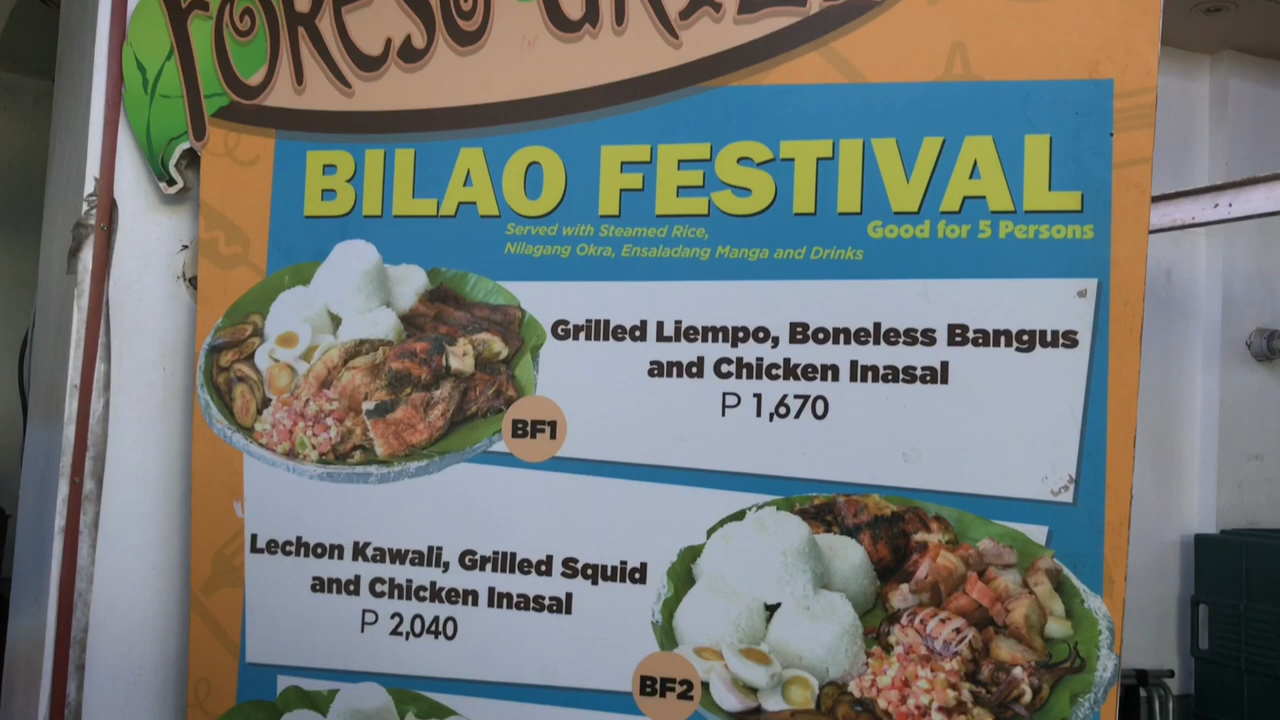 BILAO FESTIVAL
Served with Steamed Rice,
Nilagang Okra, Ensaladang Manga and Drinks
Good for 5 Persons
Grilled Liempo, Boneless Bangus
and Chicken Inasal
P 1,670
BF1
Lechon Kawali, Grilled Squid
and Chicken Inasal
P 2,040
BF2